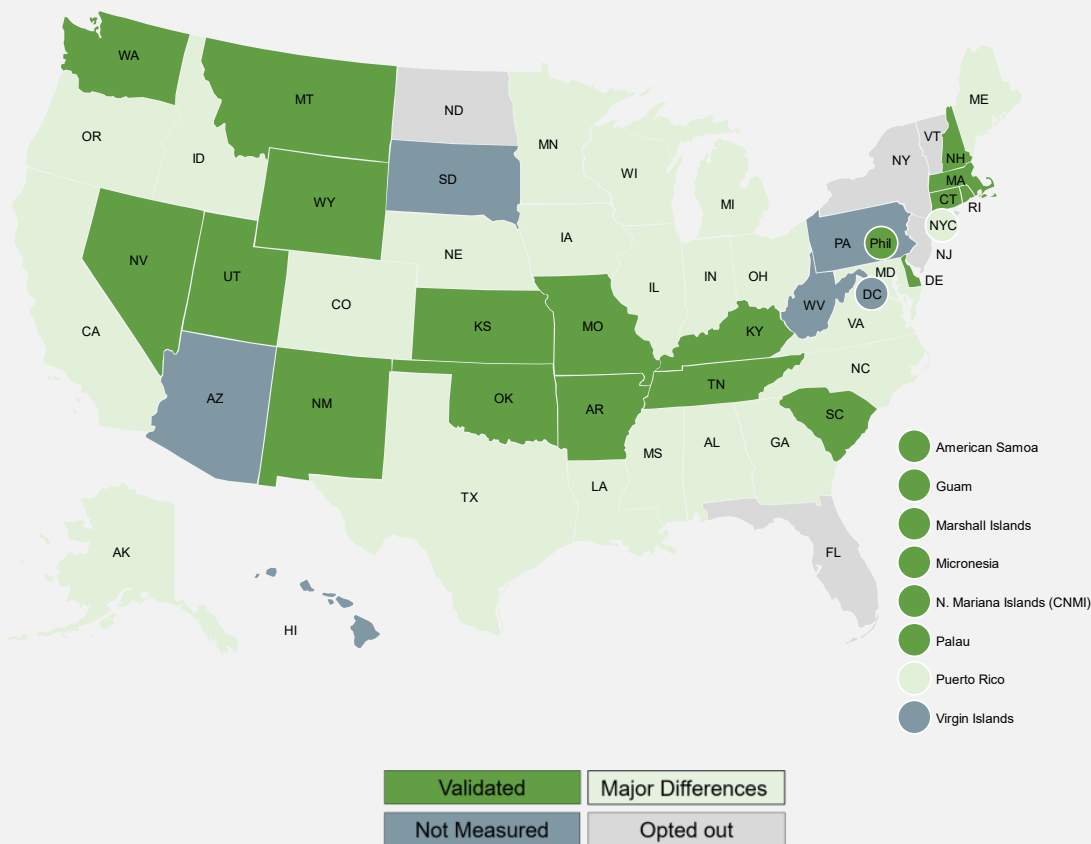 WA
MT
ND
MN
ME
OR
ID
SD
WI
MI
NY
VT
NH
MA
CT
RI
NYC
WY
NE
IA
PA
Phil
NJ
NV
UT
CO
IL
IN
OH
MD
DE
DC
WV
VA
CA
KS
MO
KY
NC
AZ
NM
OK
AR
TN
SC
TX
LA
MS
AL
GA
FL
AK
HI
American Samoa
Guam
Marshall Islands
Micronesia
N. Mariana Islands (CNMI)
Palau
Puerto Rico
Virgin Islands
Validated
Major Differences
Not Measured
Opted out